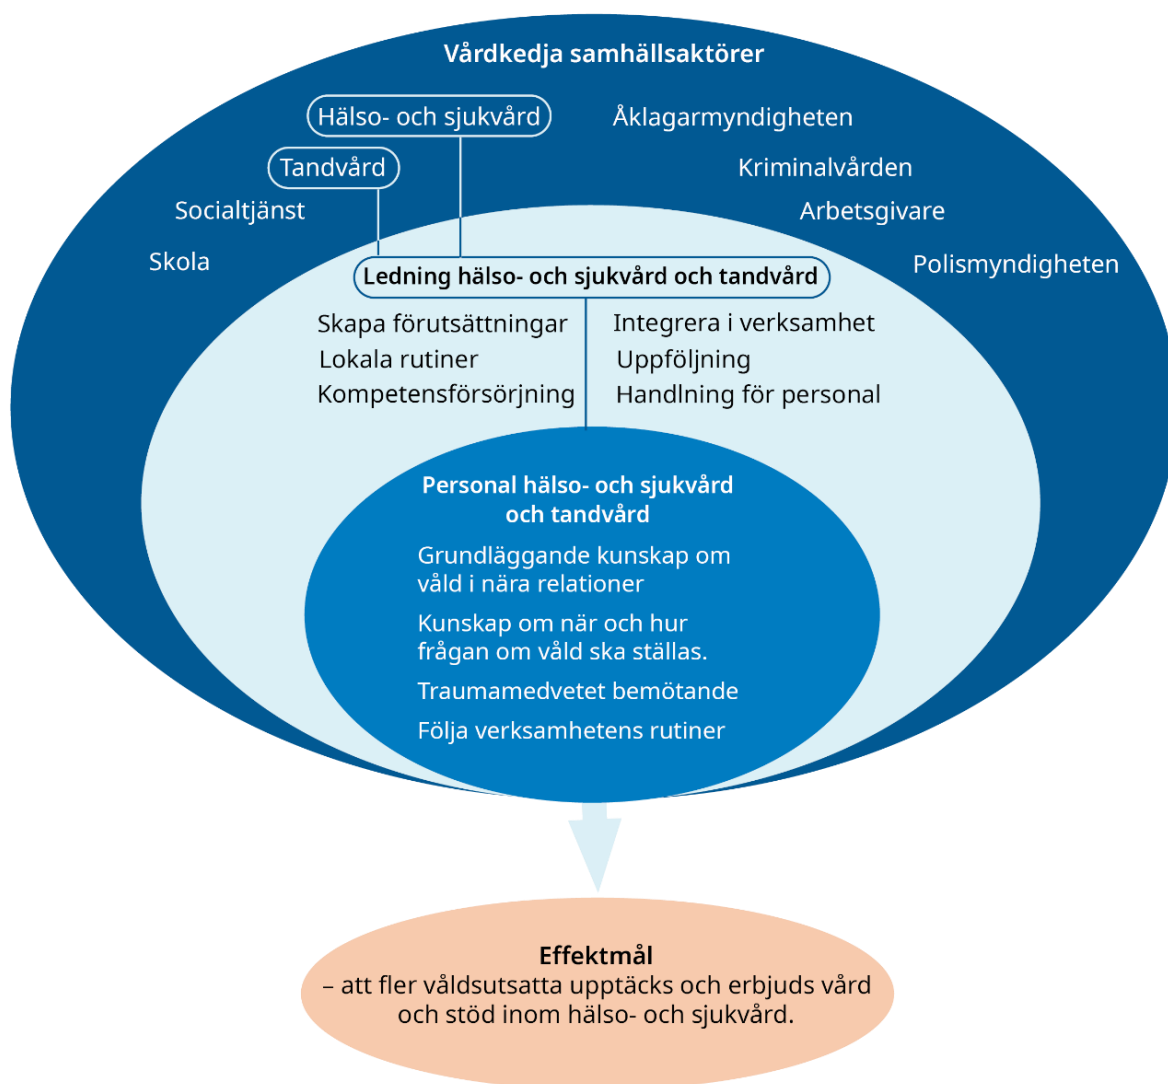 Vårdkedja samhällsaktörer
Hälso- och sjukvård
Åklagarmyndigheten
Tandvård
Kriminalvården
Socialtjänst
Arbetsgivare
Skola
Polismyndigheten
Ledning hälso- och sjukvård och tandvård
Skapa förutsättningar
Lokala rutiner
Kompetensförsörjning
Integrera i verksamhet
Uppföljning
Handlning för personal
Personal hälso- och sjukvård
och tandvård
Grundläggande kunskap om
våld i nära relationer
Kunskap om när och hur
frågan om våld ska ställas.
Traumamedvetet bemötande
Följa verksamhetens rutiner
Effektmål
– att fler våldsutsatta upptäcks och erbjuds vård
och stöd inom hälso- och sjukvård.